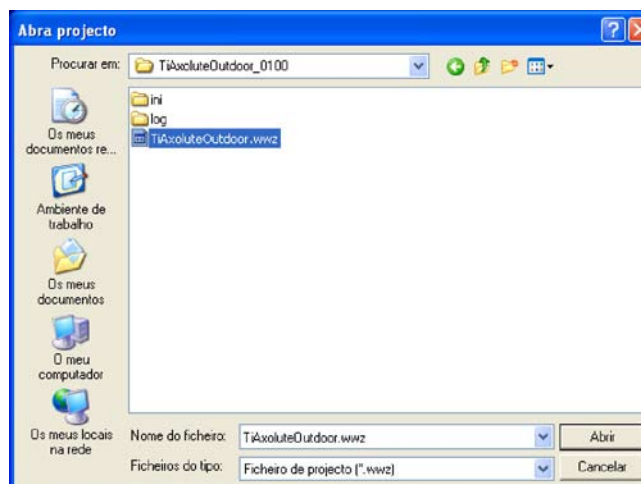 Abra projecto
Procurar em:
TiAxoluteOutdoor_0100
ini
log
TiAxoluteOutdoor.wwz
Os meus
documentos re...
Ambiente de
trabalho
Os meus
documentos
O meu
computador
Os meus locais
na rede
Nome do ficheiro:
TiAxoluteOutdoor.wwz
Abrir
Ficheiros do tipo:
Ficheiro de projecto (*.wwz)
Cancelar